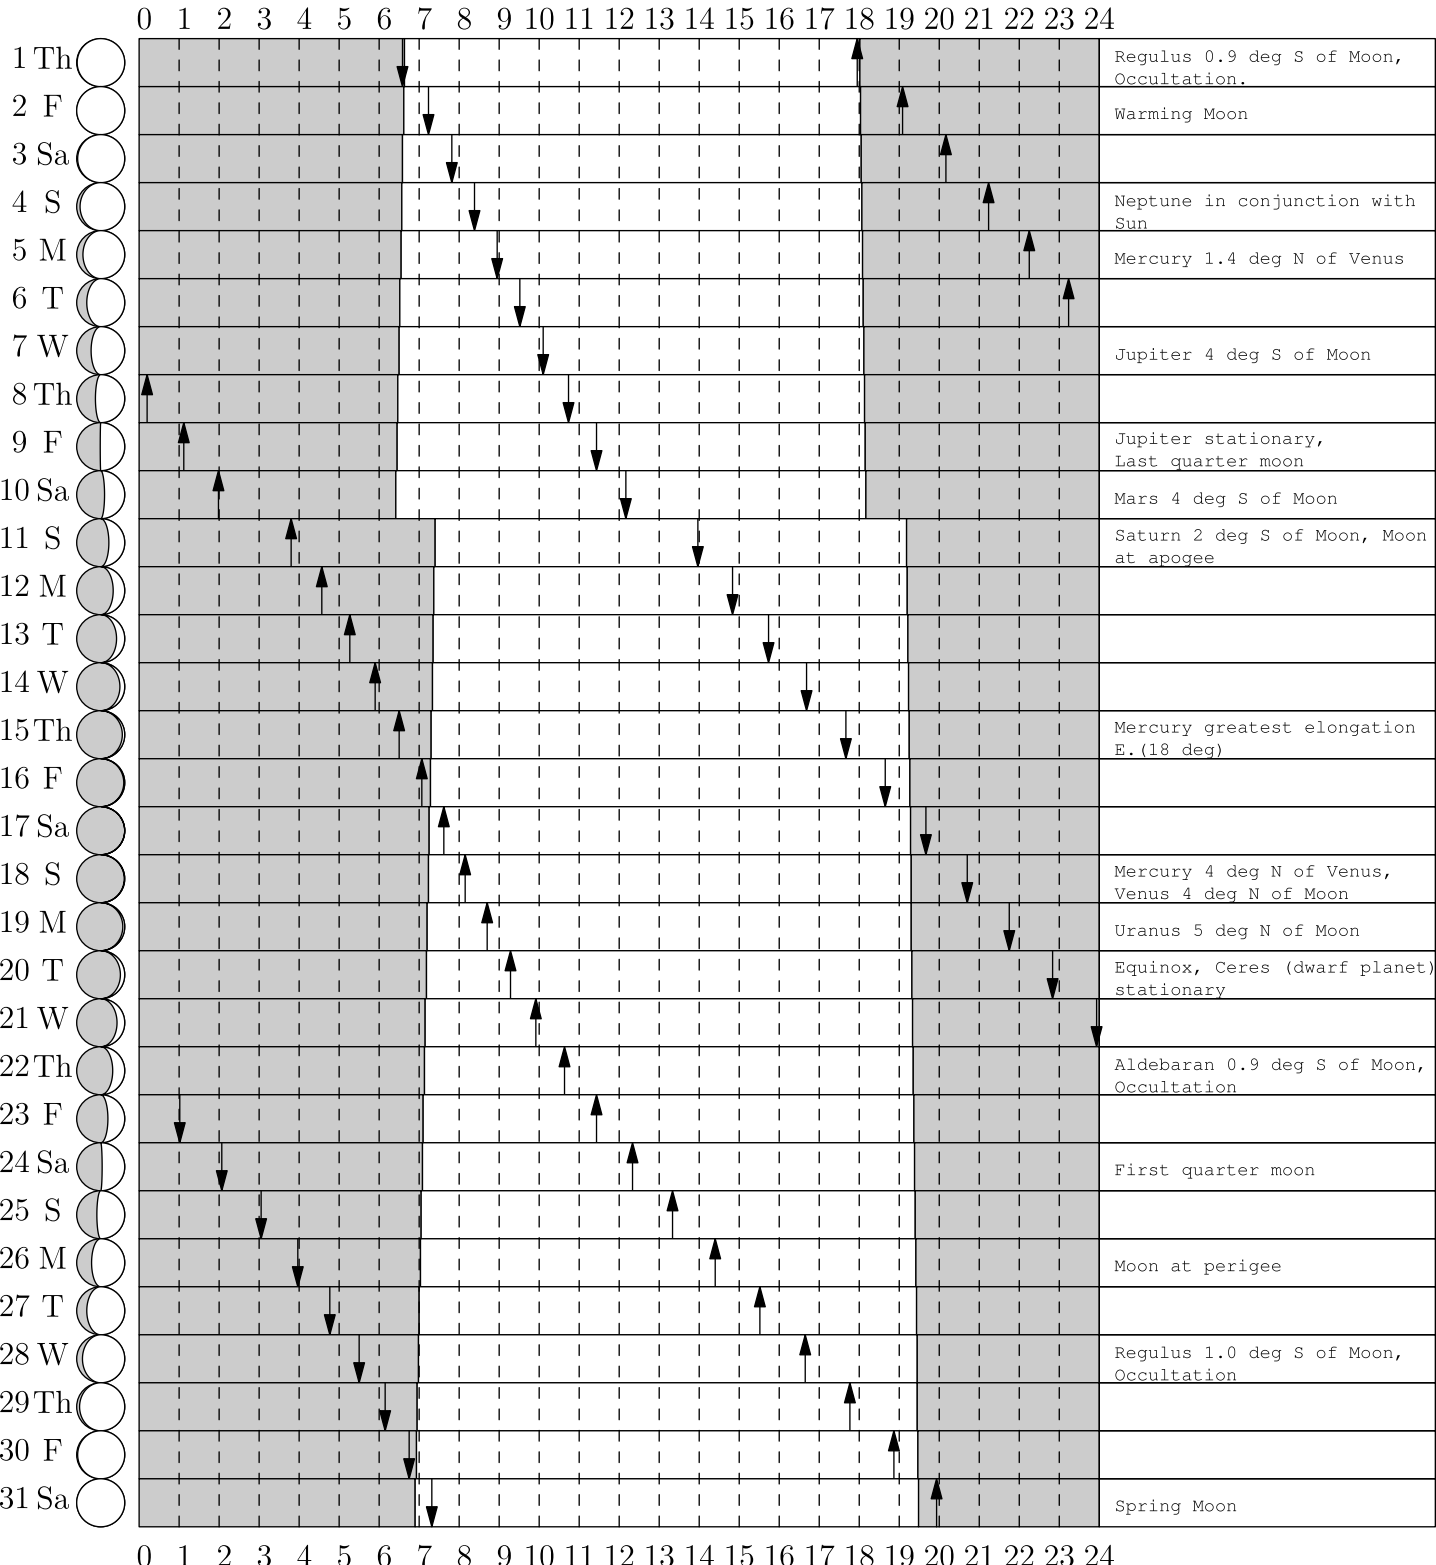 0 1 2 3 4 5 6 7 8 9 10 11 12 13 14 15 16 17 18 19 20 21 22 23 24
1 Th Regulus 0.9 deg S of Moon,
Occultation.
2 F Warming Moon
3 Sa
4 S Neptune in conjunction with
Sun
5 M Mercury 1.4 deg N of Venus
6 T
7 W Jupiter 4 deg S of Moon
8 Th
9 F Jupiter stationary,
Last quarter moon
10 Sa Mars 4 deg S of Moon
11 S Saturn 2 deg S of Moon, Moon
at apogee
12 M
13 T
14 W
15 Th Mercury greatest elongation
E.(18 deg)
16 F
17 Sa
18 S Mercury 4 deg N of Venus,
Venus 4 deg N of Moon
19 M Uranus 5 deg N of Moon
20 T Equinox, Ceres (dwarf planet)
stationary
21 W
22 Th Aldebaran 0.9 deg S of Moon,
Occultation
23 F
24 Sa First quarter moon
25 S
26 M Moon at perigee
27 T
28 W Regulus 1.0 deg S of Moon,
Occultation
29 Th
30 F
31 Sa Spring Moon
0 1 2 3 4 5 6 7 8 9 10 11 12 13 14 15 16 17 18 19 20 21 22 23 24